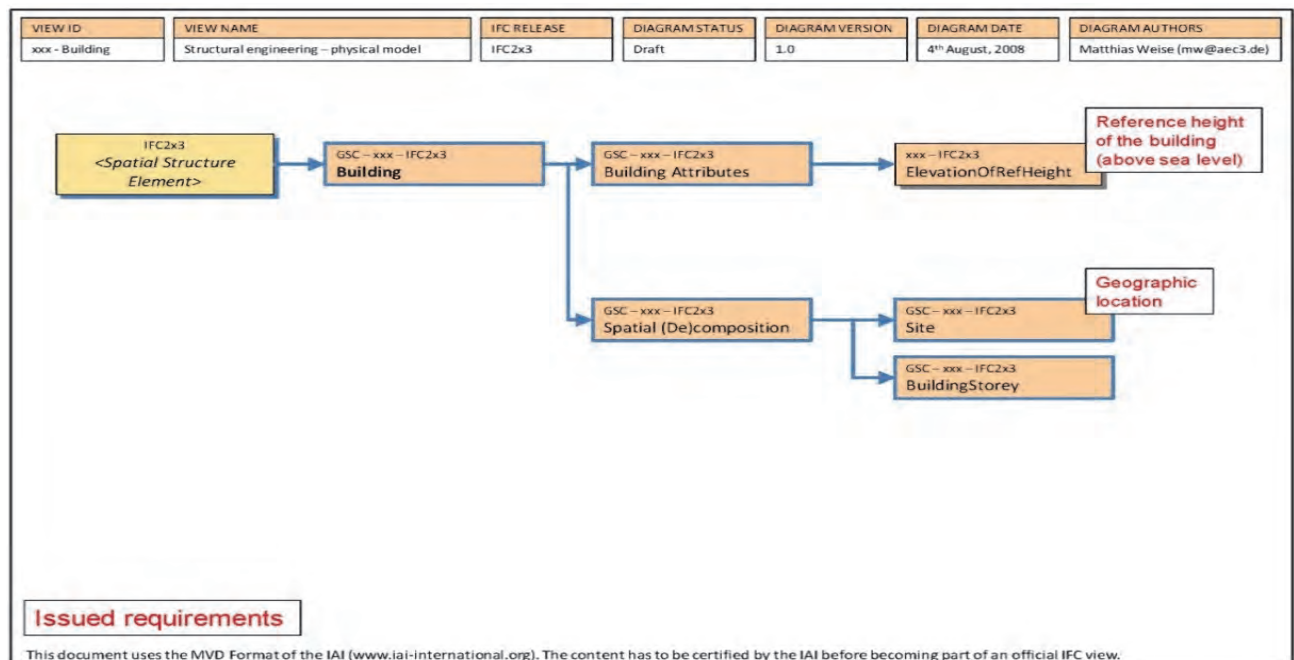 VIEW ID
xxx - Building
VIEW NAME
Structural engineering – physical model
IFC RELEASE
IFC2x3
DIAGRAM STATUS
Draft
DIAGRAM VERSION
1.0
DIAGRAM DATE
4th August, 2008
DIAGRAM AUTHORS
Matthias Weise (mw@aec3.de)
IFC2x3
<Spatial Structure
Element>
GSC – xxx – IFC2x3
Building
GSC – xxx – IFC2x3
Building Attributes
xxx – IFC2x3
ElevationOfRefHeight
Reference height
of the building
(above sea level)
GSC – xxx – IFC2x3
Spatial (De)composition
GSC – xxx – IFC2x3
Site
Geographic
location
GSC – xxx – IFC2x3
BuildingStorey
Issued requirements
This document uses the MVD Format of the IAI (www.iai-international.org). The content has to be certified by the IAI before becoming part of an official IFC view.